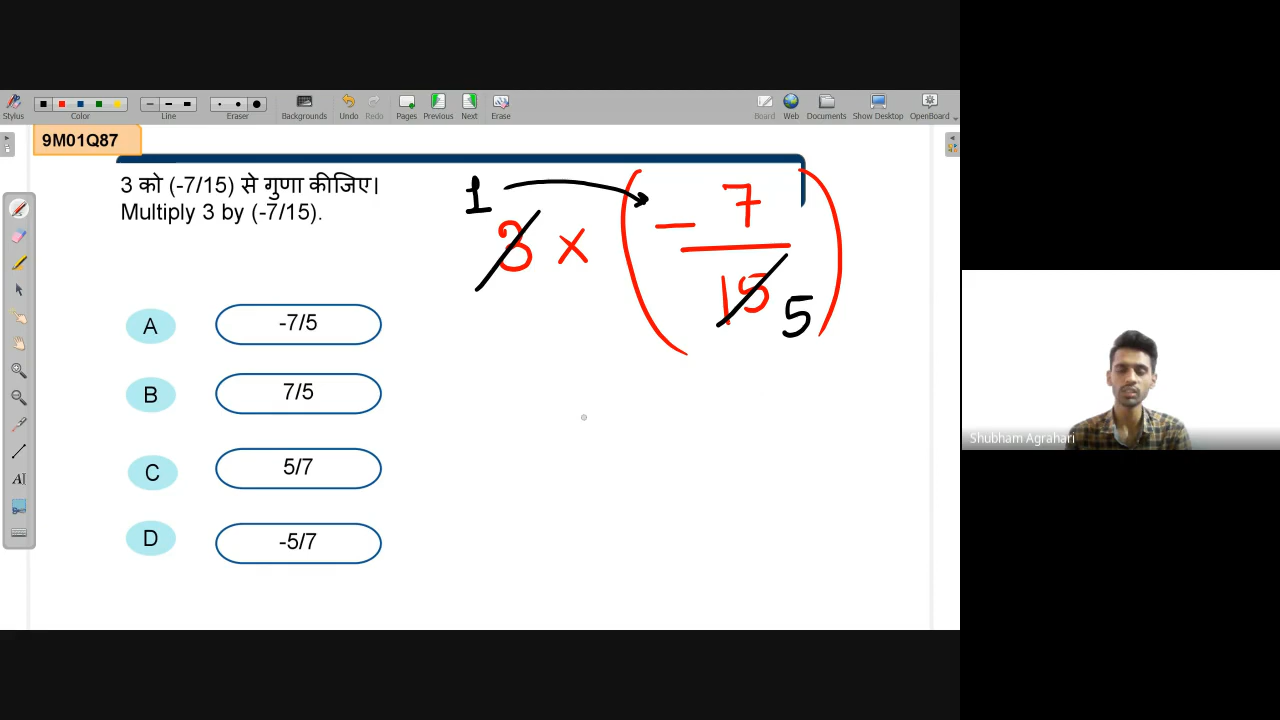 Stylus
Color
Line
Eraser
Backgrounds
Undo
Redo
Pages
Previous
Next
Erase
Board
Web
Documents
Show Desktop
OpenBoard
9M01Q87
3 को (-7/15) से गुणा कीजिए।
Multiply 3 by (-7/15).
1
3 × ( - 7
15 )
5
A -7/5
B 7/5
C 5/7
D -5/7
AI
Shubham Agrahari